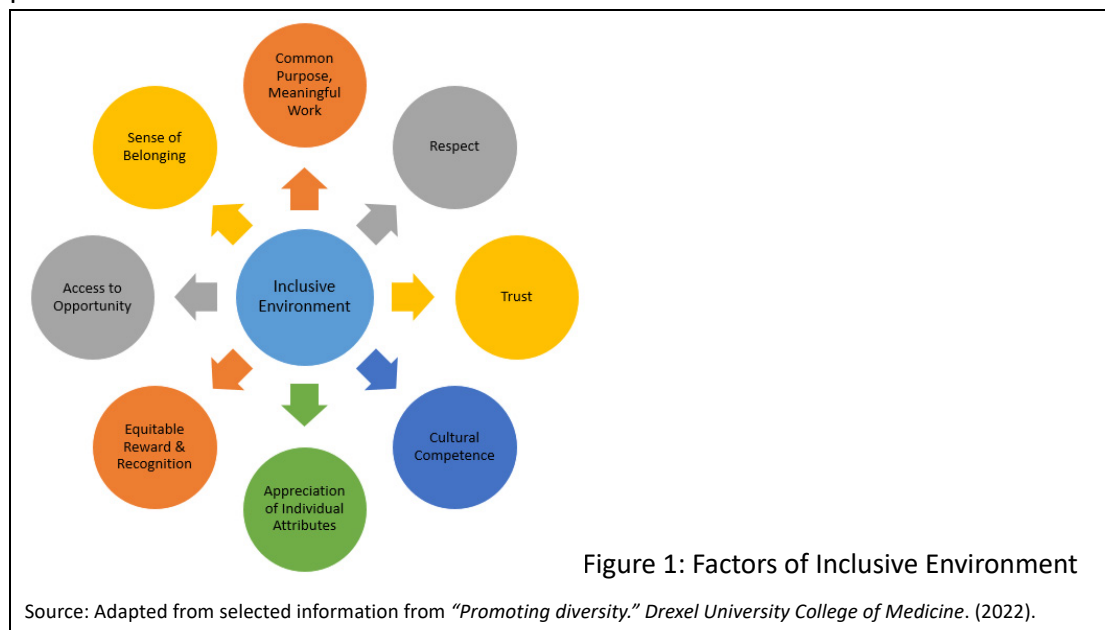 Common
Purpose,
Meaningful
Work
Sense of
Belonging
Respect
Access to
Opportunity
Inclusive
Environment
Trust
Equitable
Reward &
Recognition
Cultural
Competence
Appreciation
of Individual
Attributes
Figure 1: Factors of Inclusive Environment
Source: Adapted from selected information from “Promoting diversity.” Drexel University College of Medicine. (2022).